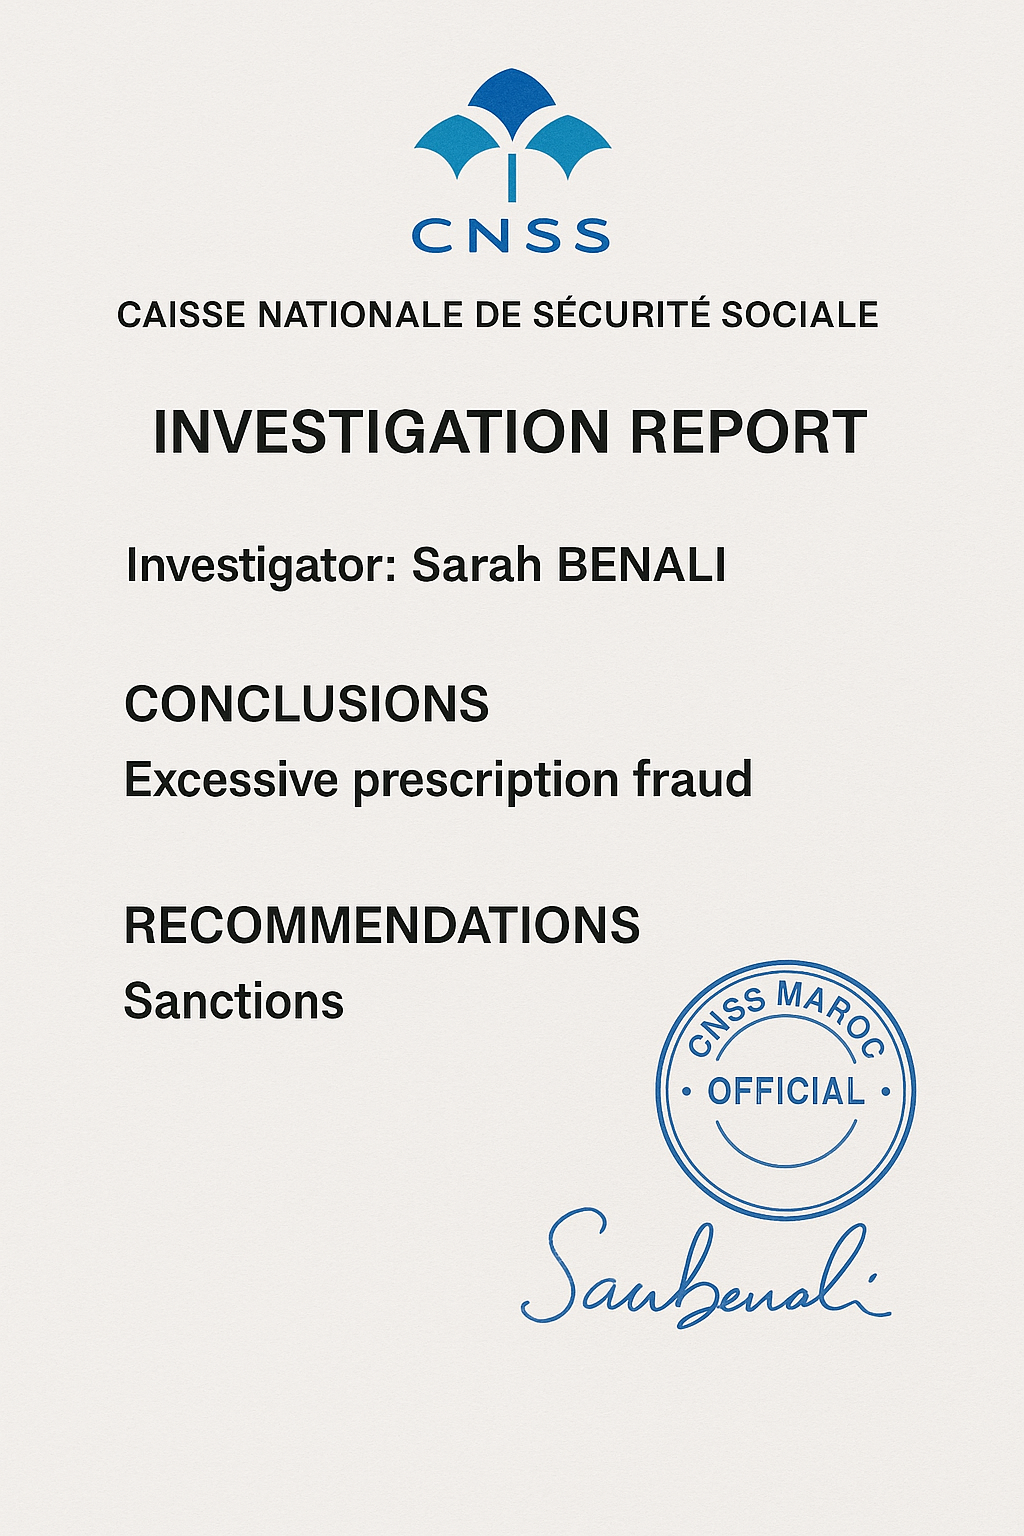 CNSS
CAISSE NATIONALE DE SÉCURITÉ SOCIALE
INVESTIGATION REPORT
Investigator: Sarah BENALI
CONCLUSIONS
Excessive prescription fraud
RECOMMENDATIONS
Sanctions
CNSS MAROC
OFFICIAL